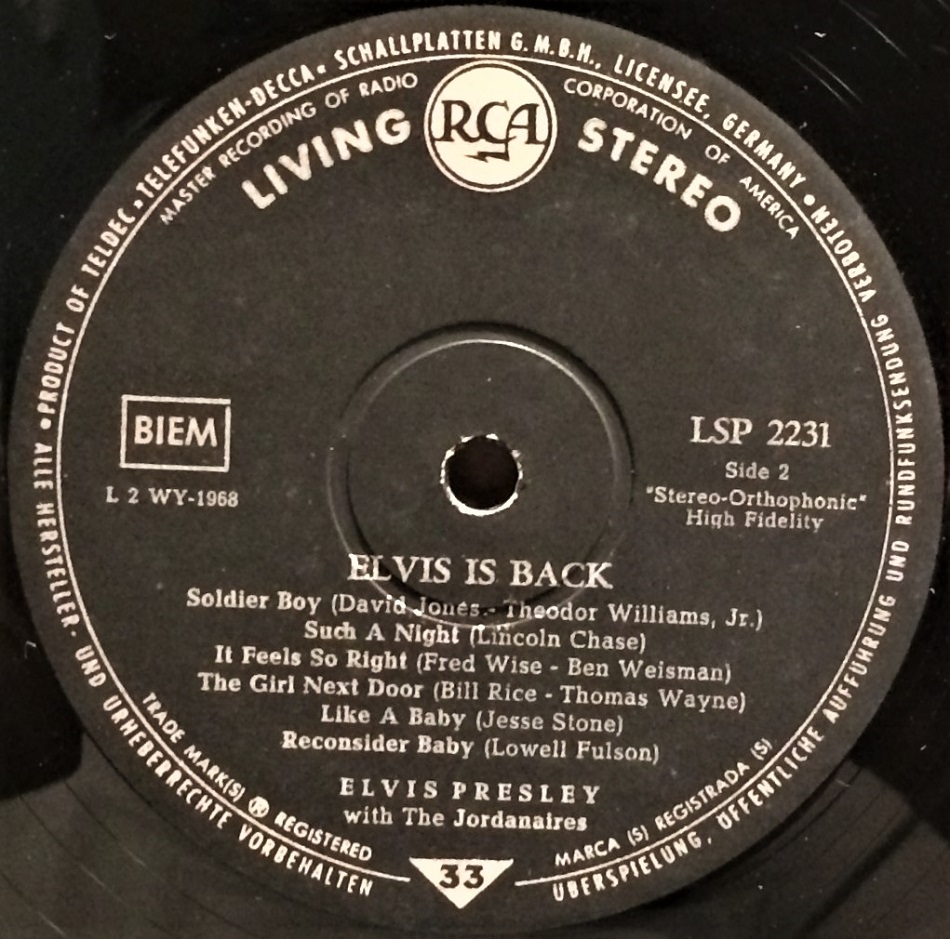 •PRODUCT OF TELDEC•TELEFUNKEN-DECCA« SCHALLPLATTEN G.M.B.H., LICENSEE, GERMANY•
MASTER RECORDING OF RADIO CORPORATION OF AMERICA
LIVING STEREO
RCA
BIEM
L 2 WY-1968
LSP 2231
Side 2
"Stereo-Orthophonic"
High Fidelity
ELVIS IS BACK
Soldier Boy (David Jones - Theodor Williams, Jr.)
Such A Night (Lincoln Chase)
It Feels So Right (Fred Wise - Ben Weisman)
The Girl Next Door (Bill Rice - Thomas Wayne)
Like A Baby (Jesse Stone)
Reconsider Baby (Lowell Fulson)
ELVIS PRESLEY
with The Jordanaires
33
TRADE MARK(S) ® REGISTERED
MARCA (S) REGISTRADA (S)
ALLE HERSTELLER- UND URHEBERRECHTE VORBEHALTEN
ÜBERSPIELUNG, ÖFFENTLICHE AUFFÜHRUNG UND RUNDFUNKSENDUNG VERBOTEN